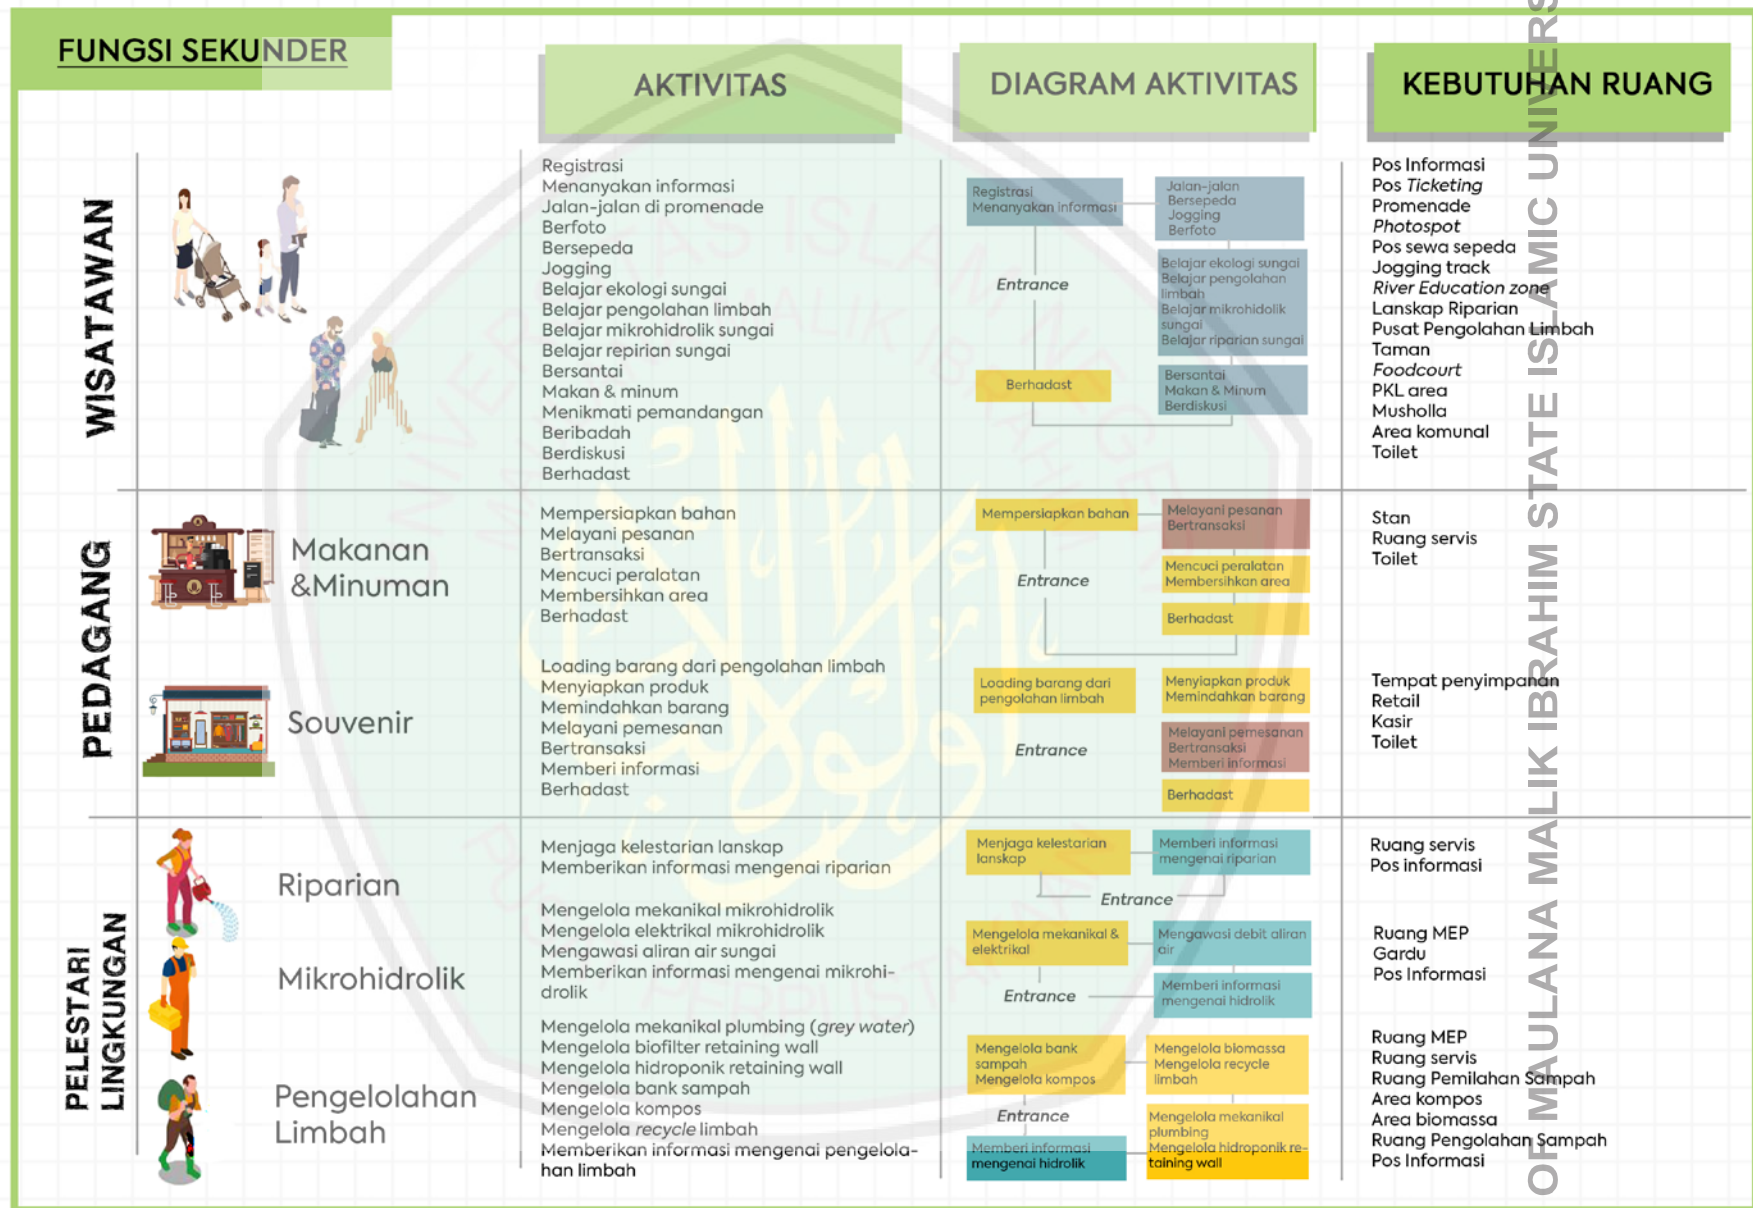 FUNGSI SEKUNDER
AKTIVITAS
DIAGRAM AKTIVITAS
KEBUTUHAN RUANG
WISATAWAN
Registrasi
Menanyakan informasi
Jalan-jalan di promenade
Berfoto
Bersepeda
Jogging
Belajar ekologi sungai
Belajar pengolahan limbah
Belajar mikrohidrolik sungai
Belajar repirian sungai
Bersantai
Makan & minum
Menikmati pemandangan
Beribadah
Berdiskusi
Berhadast
Registrasi
Menanyakan informasi
Jalan-jalan
Bersepeda
Jogging
Berfoto
Entrance
Belajar ekologi sungai
Belajar pengolahan
limbah
Belajar mikrohidolik
sungai
Belajar riparian sungai
Berhadast
Bersantai
Makan & Minum
Berdiskusi
Pos Informasi
Pos Ticketing
Promenade
Photospot
Pos sewa sepeda
Jogging track
River Education zone
Lanskap Riparian
Pusat Pengolahan Limbah
Taman
Foodcourt
PKL area
Musholla
Area komunal
Toilet
PEDAGANG
Makanan
&Minuman
Mempersiapkan bahan
Melayani pesanan
Bertransaksi
Mencuci peralatan
Membersihkan area
Berhadast
Mempersiapkan bahan
Melayani pesanan
Bertransaksi
Entrance
Mencuci peralatan
Membersihkan area
Berhadast
Stan
Ruang servis
Toilet
Souvenir
Loading barang dari pengolahan limbah
Menyiapkan produk
Memindahkan barang
Melayani pemesanan
Bertransaksi
Memberi informasi
Berhadast
Loading barang dari
pengolahan limbah
Menyiapkan produk
Memindahkan barang
Entrance
Melayani pemesanan
Bertransaksi
Memberi informasi
Berhadast
Tempat penyimpanan
Retail
Kasir
Toilet
PELESTARI
LINGKUNGAN
Riparian
Menjaga kelestarian lanskap
Memberikan informasi mengenai riparian
Menjaga kelestarian
lanskap
Memberi informasi
mengenai riparian
Entrance
Ruang servis
Pos informasi
Mikrohidrolik
Mengelola mekanikal mikrohidrolik
Mengelola elektrikal mikrohidrolik
Mengawasi aliran air sungai
Memberikan informasi mengenai mikrohi-
drolik
Mengelola mekanikal &
elektrikal
Mengawasi debit aliran
air
Entrance
Memberi informasi
mengenai hidrolik
Ruang MEP
Gardu
Pos Informasi
Pengelolahan
Limbah
Mengelola mekanikal plumbing (grey water)
Mengelola biofilter retaining wall
Mengelola hidroponik retaining wall
Mengelola bank sampah
Mengelola kompos
Mengelola recycle limbah
Memberikan informasi mengenai pengelola-
han limbah
Mengelola bank
sampah
Mengelola kompos
Mengelola biomassa
Mengelola recycle
limbah
Entrance
Memberi informasi
mengenai hidrolik
Mengelola mekanikal
plumbing
Mengelola hidroponik re-
taining wall
Ruang MEP
Ruang servis
Ruang Pemilahan Sampah
Area kompos
Area biomassa
Ruang Pengolahan Sampah
Pos Informasi
OF MAULANA MALIK IBRAHIM STATE ISLAMIC UNIVERS